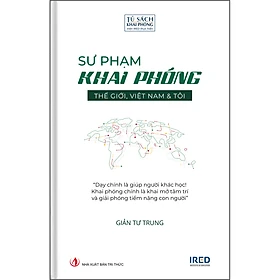 TỦ SÁCH
KHAI PHÓNG
SƯ PHẠM
KHAI PHÓNG
THẾ GIỚI, VIỆT NAM & TÔI
"Dạy chính là giúp người khác học!
Khai phóng chính là khai mở tâm trí
và giải phóng tiềm năng con người"
GIẢN TƯ TRUNG
NHÀ XUẤT BẢN TRI THỨC
IRED